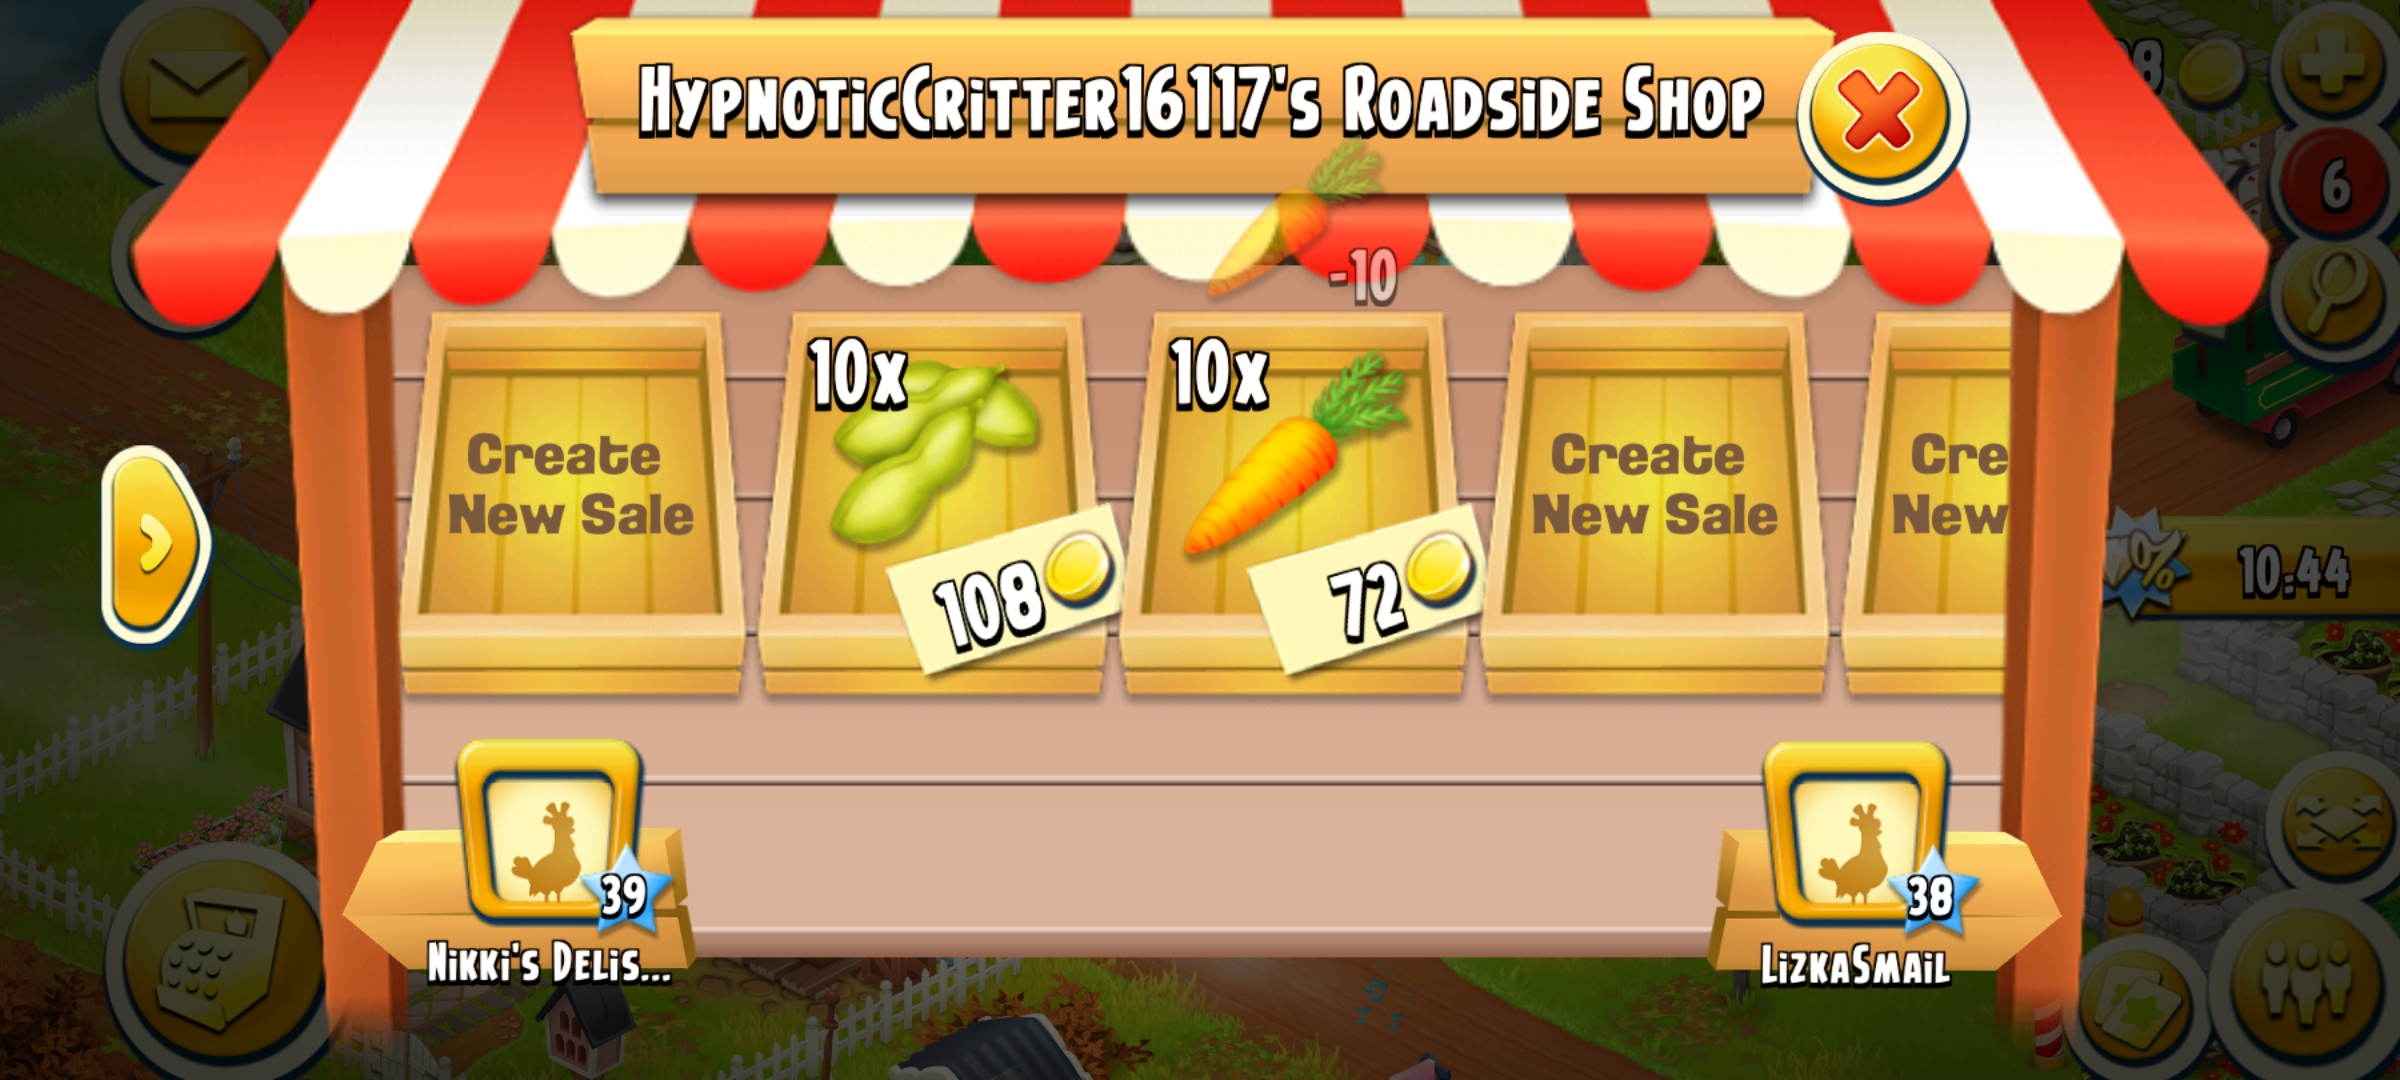 HypnoticCritter16117's Roadside Shop
-10
10x
10x
Create
New Sale
Create
New Sale
Cre
New
108
72
6
10:44
39
38
Nikki's Delis...
LizkaSmail